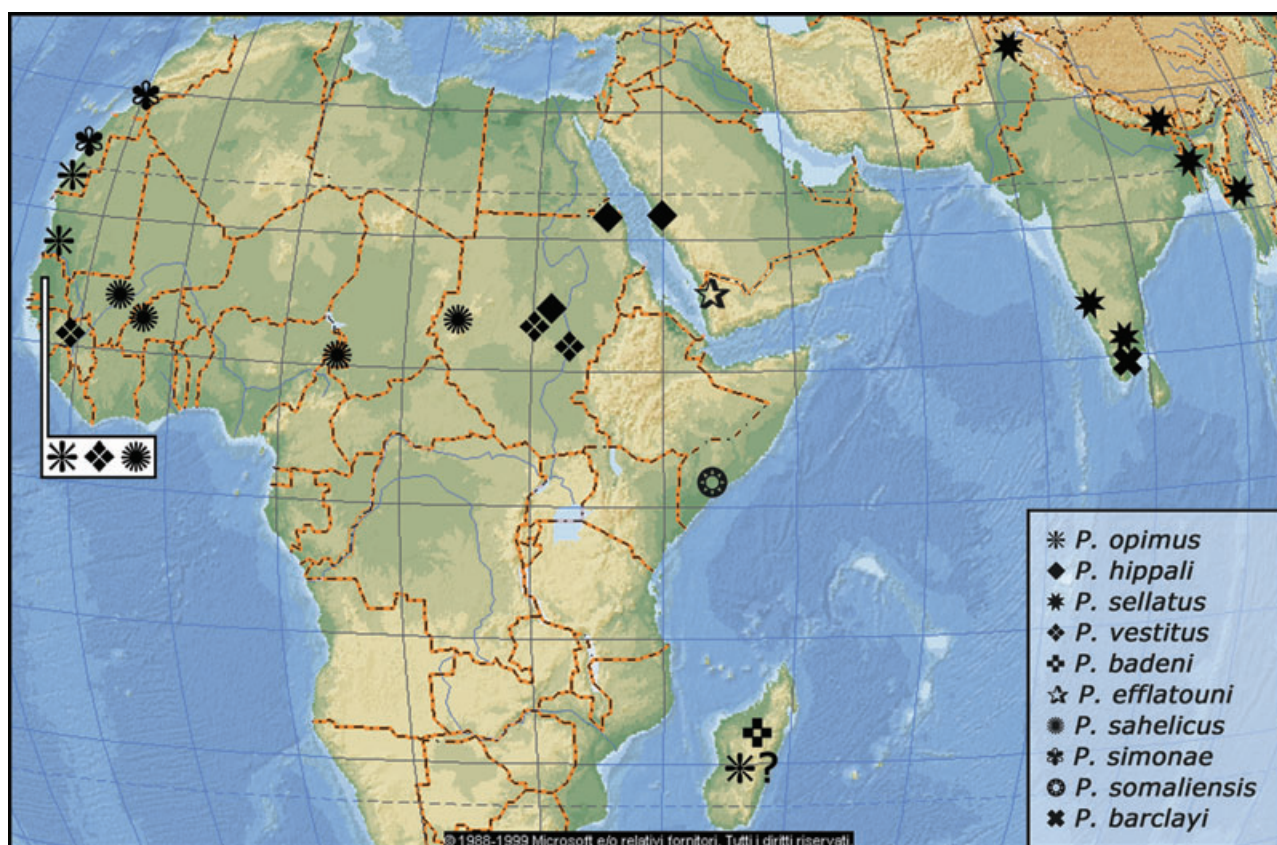 ?
P. opimus
P. hippali
P. sellatus
P. vestitus
P. badeni
P. efflatouni
P. sahelicus
P. simonae
P. somaliensis
P. barclayi
© 1988-1999 Microsoft e/o relativi fornitori. Tutti i diritti riservati.